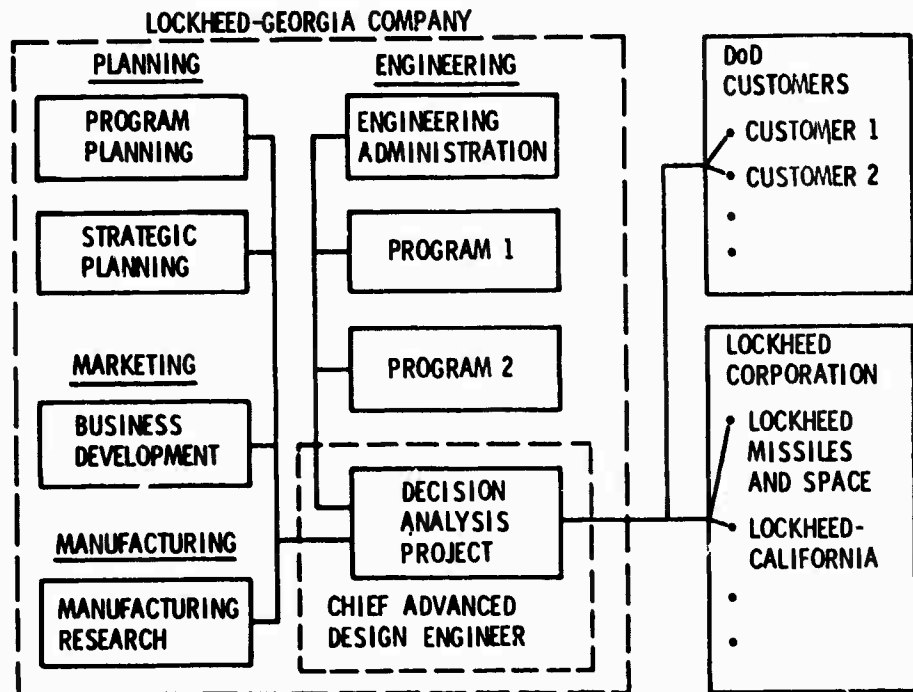 LOCKHEED-GEORGIA COMPANY
PLANNING
PROGRAM
PLANNING
STRATEGIC
PLANNING
MARKETING
BUSINESS
DEVELOPMENT
MANUFACTURING
MANUFACTURING
RESEARCH
ENGINEERING
ENGINEERING
ADMINISTRATION
PROGRAM 1
PROGRAM 2
DECISION
ANALYSIS
PROJECT
CHIEF ADVANCED
DESIGN ENGINEER
DoD
CUSTOMERS
• CUSTOMER 1
• CUSTOMER 2
•
•
LOCKHEED
CORPORATION
• LOCKHEED
MISSILES
AND SPACE
• LOCKHEED-
CALIFORNIA
•
•